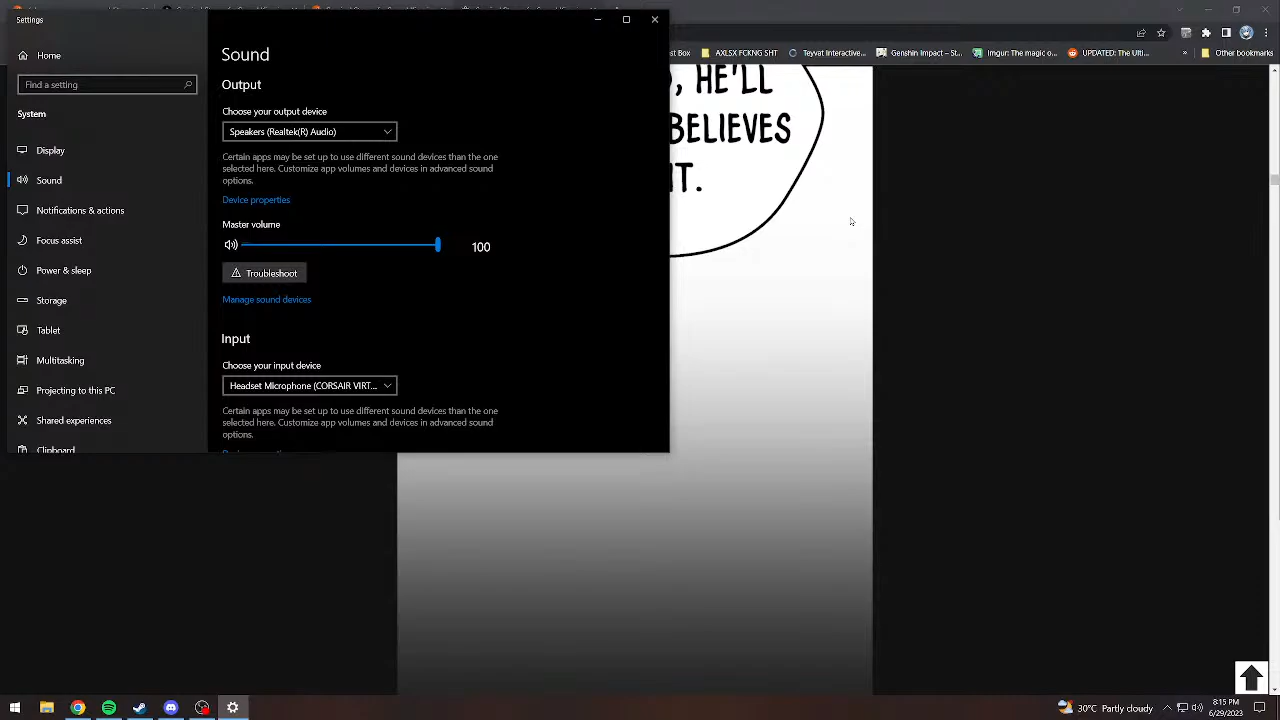 Settings
Home
Find a setting
System
Sound
Notifications & actions
Focus assist
Power & sleep
Storage
Tablet
Multitasking
Projecting to this PC
Shared experiences
Clipboard
Sound
Output
Choose your output device
Speakers (Realtek(R) Audio)
Certain apps may be set up to use different sound devices than the one
selected here. Customize app volumes and devices in advanced sound
options.
Device properties
Master volume
100
Troubleshoot
Manage sound devices
Input
Choose your input device
Headset Microphone (CORSAIR VIRT...
Certain apps may be set up to use different sound devices than the one
selected here. Customize app volumes and devices in advanced sound
options.
st Box
AXLSX FCKNG SHT
Teyvat Interactive...
Genshin
Imgur: The magic o...
UPDATED: The Ultim...
Other bookmarks
, HE'LL
BELIEVES
IT.
30°C Partly cloudy
8:15 PM
6/29/2023